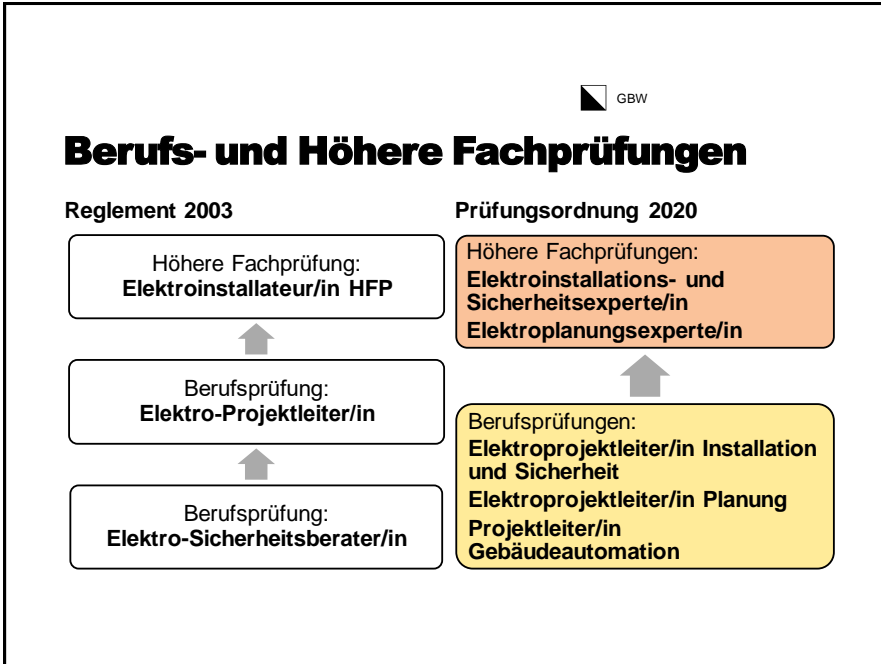 GBW
Berufs- und Höhere Fachprüfungen
Reglement 2003
Höhere Fachprüfung:
Elektroinstallateur/in HFP
Berufsprüfung:
Elektro-Projektleiter/in
Berufsprüfung:
Elektro-Sicherheitsberater/in
Prüfungsordnung 2020
Höhere Fachprüfungen:
Elektroinstallations- und
Sicherheitsexperte/in
Elektroplanungsexperte/in
Berufsprüfungen:
Elektroprojektleiter/in Installation
und Sicherheit
Elektroprojektleiter/in Planung
Projektleiter/in
Gebäudeautomation